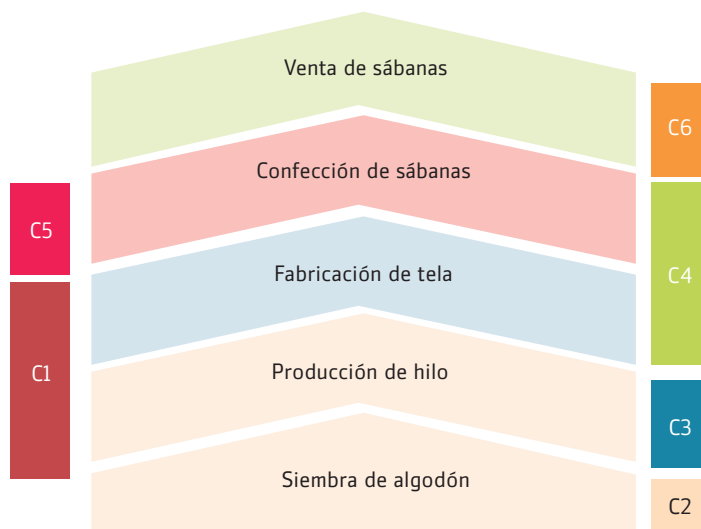 Venta de sábanas
C6
Confección de sábanas
C5
Fabricación de tela
C4
Producción de hilo
C1
C3
Siembra de algodón
C2